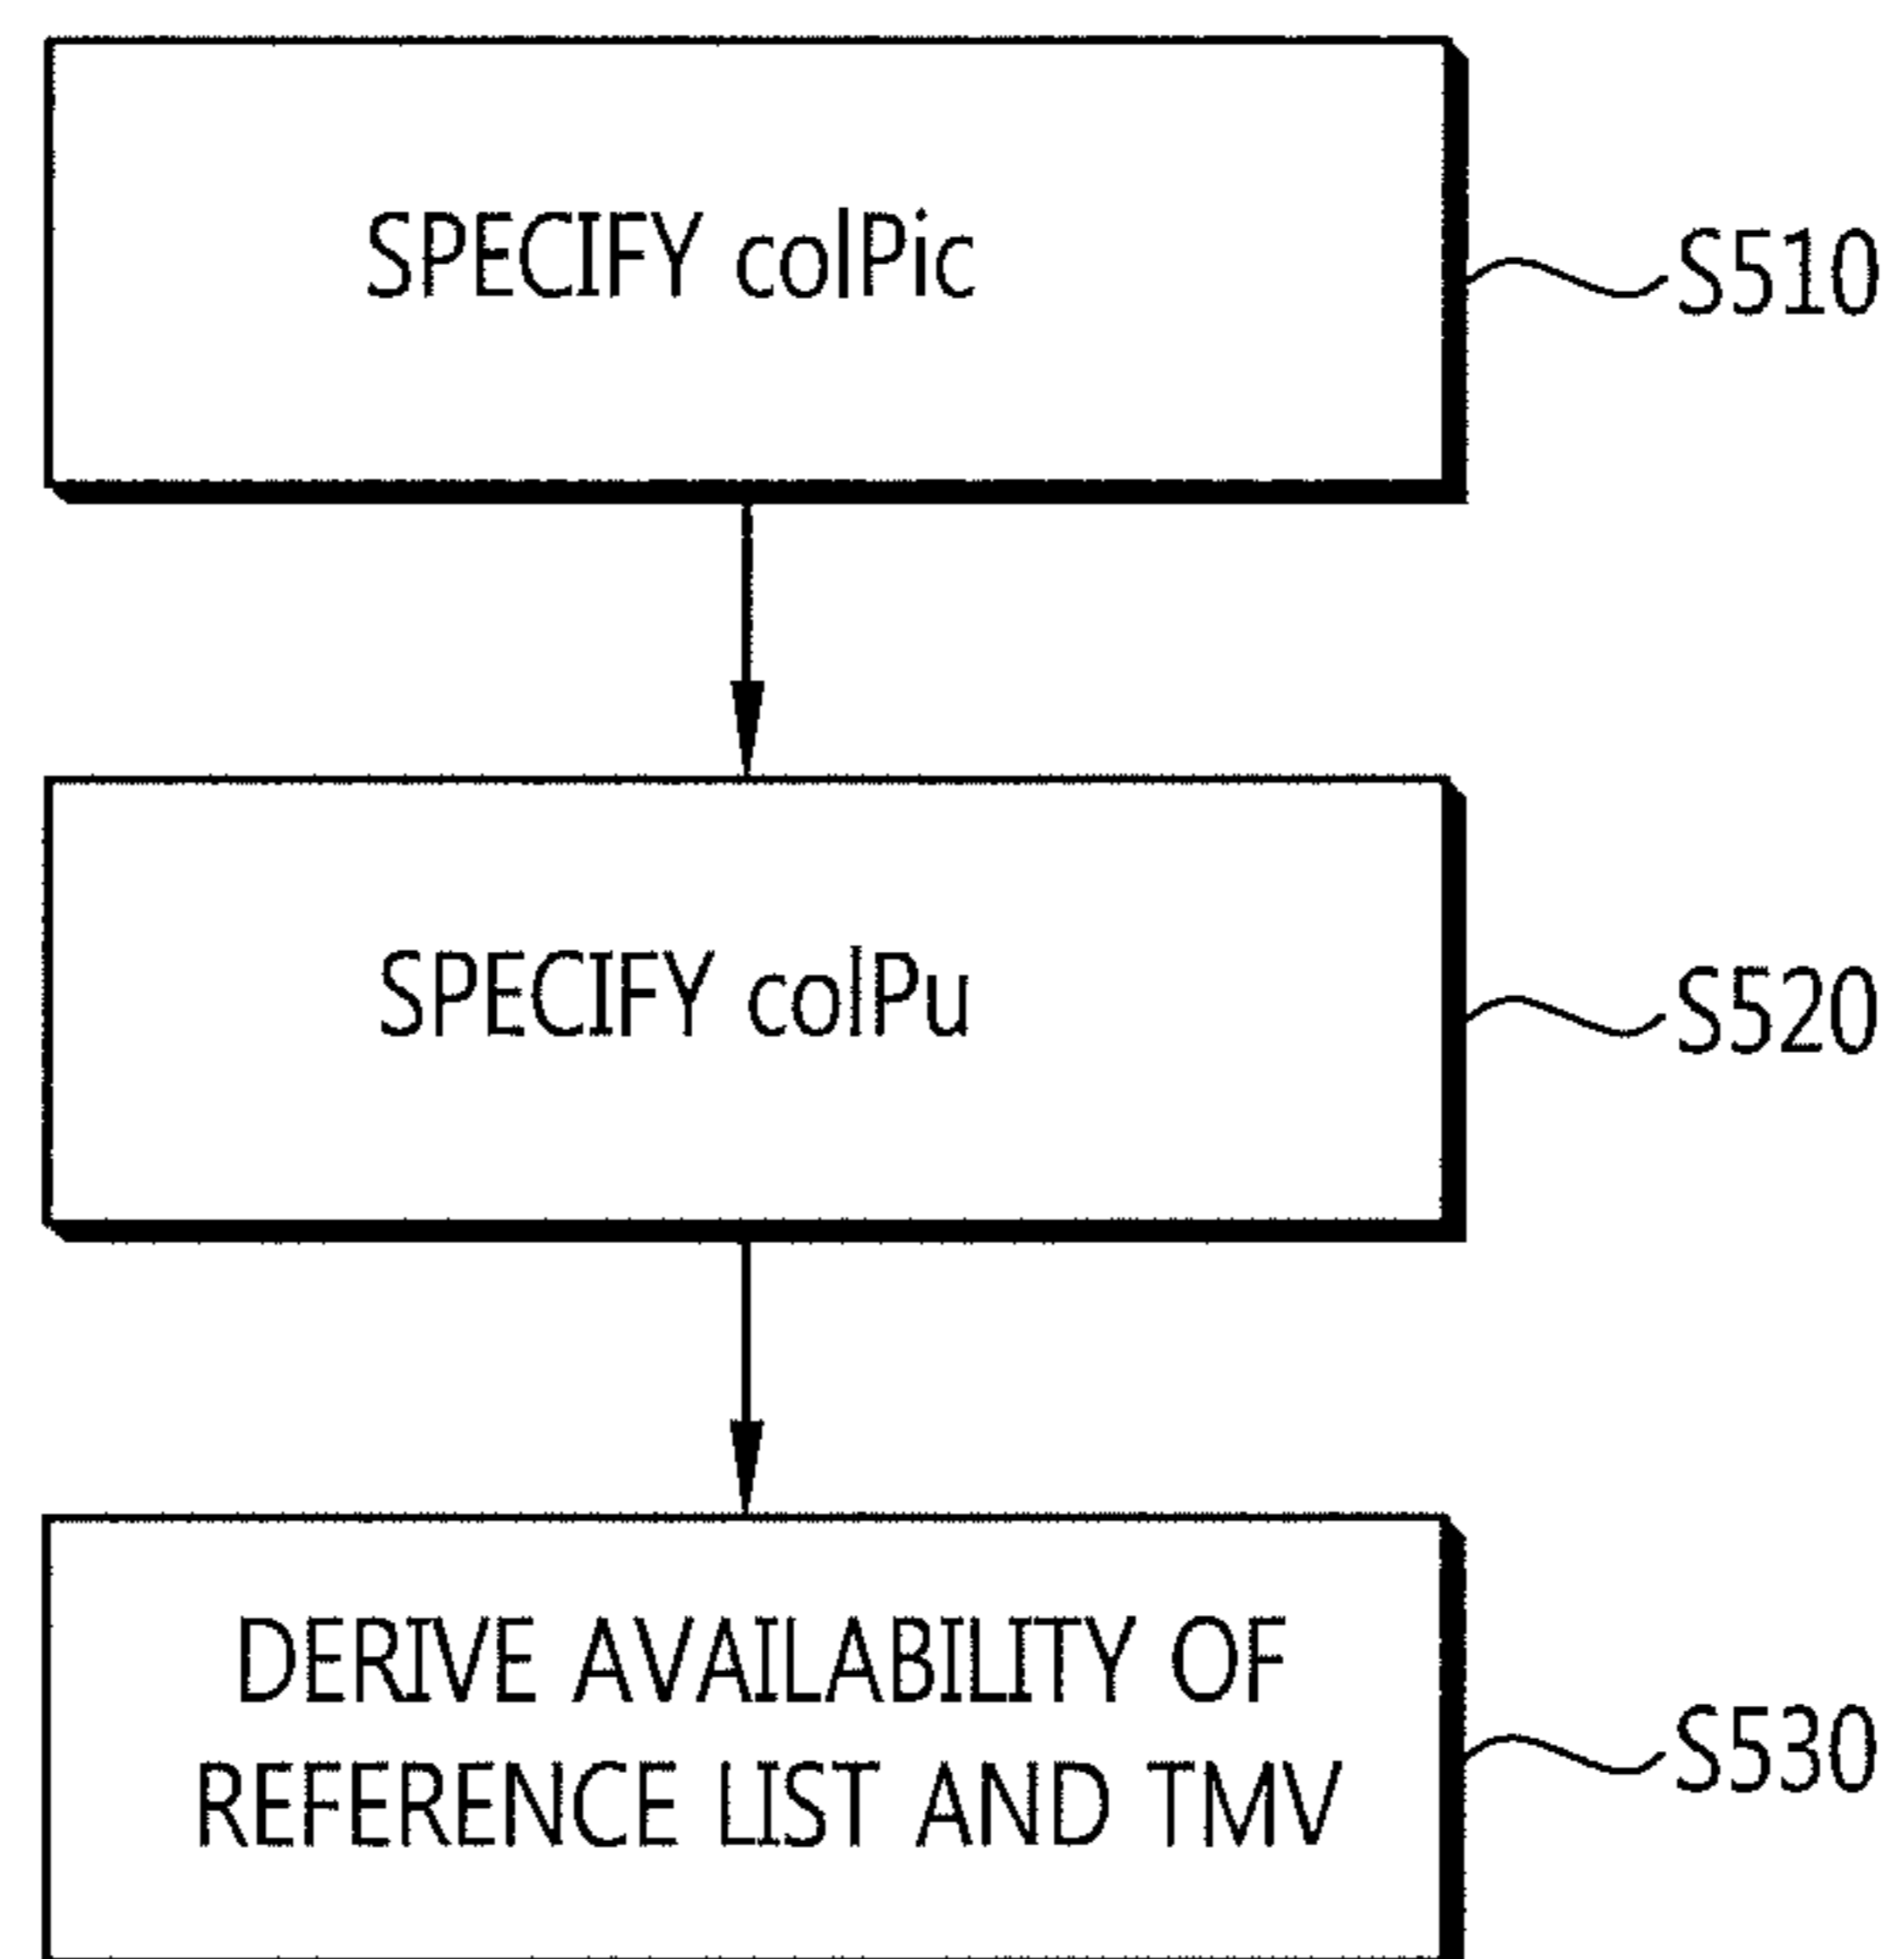 SPECIFY colPic
S510
SPECIFY colPu
S520
DERIVE AVAILABILITY OF
REFERENCE LIST AND TMV
S530